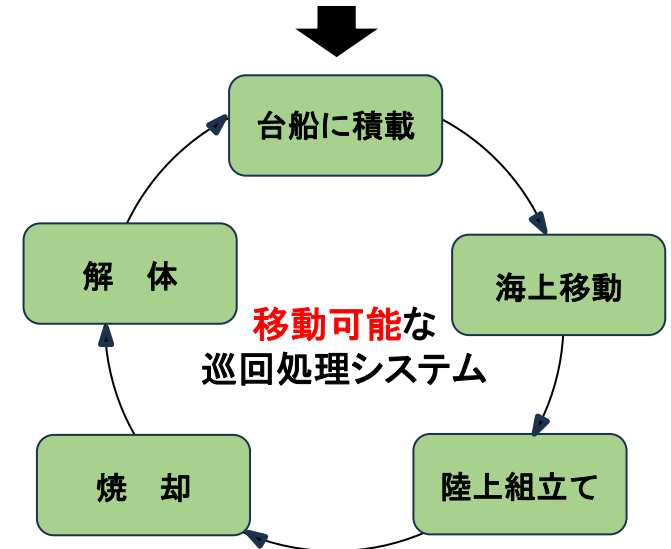 台船に積載
海上移動
陸上組立て
焼　却
解　体
移動可能な
巡回処理システム